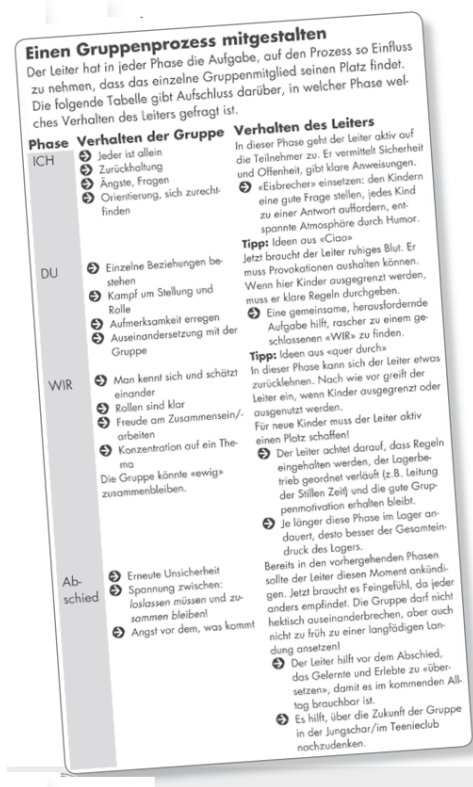 Einen Gruppenprozess mitgestalten
Der Leiter hat in jeder Phase die Aufgabe, auf den Prozess so Einfluss
zu nehmen, dass das einzelne Gruppenmitglied seinen Platz findet.
Die folgende Tabelle gibt Aufschluss darüber, in welcher Phase wel-
ches Verhalten des Leiters gefragt ist.
Phase Verhalten der Gruppe Verhalten des Leiters
ICH
Jeder ist allein
Zurückhaltung
Ängste, Fragen
Orientierung, sich zurecht-
finden
In dieser Phase geht der Leiter aktiv auf
die Teilnehmer zu. Er vermittelt Sicherheit
und Offenheit, gibt klare Anweisungen.
«Eisbrecher» einsetzen: den Kindern
eine gute Frage stellen, jedes Kind
zu einer Antwort auffordern, ent-
spannte Atmosphäre durch Humor.
Tipp: Ideen aus «Ciao»
DU
Einzelne Beziehungen be-
stehen
Kampf um Stellung und
Rolle
Aufmerksamkeit erregen
Auseinandersetzung mit der
Gruppe
Jetzt braucht der Leiter ruhiges Blut. Er
muss Provokationen aushalten können.
Wenn hier Kinder ausgegrenzt werden,
muss er klare Regeln durchgeben.
Eine gemeinsame, herausfordernde
Aufgabe hilft, rascher zu einem ge-
schlossenen «WIR» zu finden.
Tipp: Ideen aus «quer durch»
WIR
Man kennt sich und schätzt
einander
Rollen sind klar
Freude am Zusammensein/-
arbeiten
Konzentration auf ein The-
ma
Die Gruppe könnte «ewig»
zusammenbleiben.
In dieser Phase kann sich der Leiter etwas
zurücklehnen. Nach wie vor greift der
Leiter ein, wenn Kinder ausgegrenzt oder
ausgenutzt werden.
Für neue Kinder muss der Leiter aktiv
einen Platz schaffen!
Der Leiter achtet darauf, dass Regeln
eingehalten werden, der Lagerbe-
trieb geordnet verläuft (z.B. Leitung
der Stillen Zeit) und die gute Grup-
penmotivation erhalten bleibt.
Je länger diese Phase im Lager an-
dauert, desto besser der Gesamtein-
druck des Lagers.
Ab-
schied
Erneute Unsicherheit
Spannung zwischen:
loslassen müssen und zu-
sammen bleiben!
Angst vor dem, was kommt
Bereits in den vorhergehenden Phasen
sollte der Leiter diesen Moment ankündi-
gen. Jetzt braucht es Feingefühl, da jeder
anders empfindet. Die Gruppe darf nicht
hektisch auseinanderbrechen, aber auch
nicht zu früh zu einer langfädigen Lan-
dung ansetzen!
Der Leiter hilft vor dem Abschied,
das Gelernte und Erlebte zu «über-
setzen», damit es im kommenden All-
tag brauchbar ist.
Es hilft, über die Zukunft der Gruppe
in der Jungschar/im Teenieclub
nachzudenken.